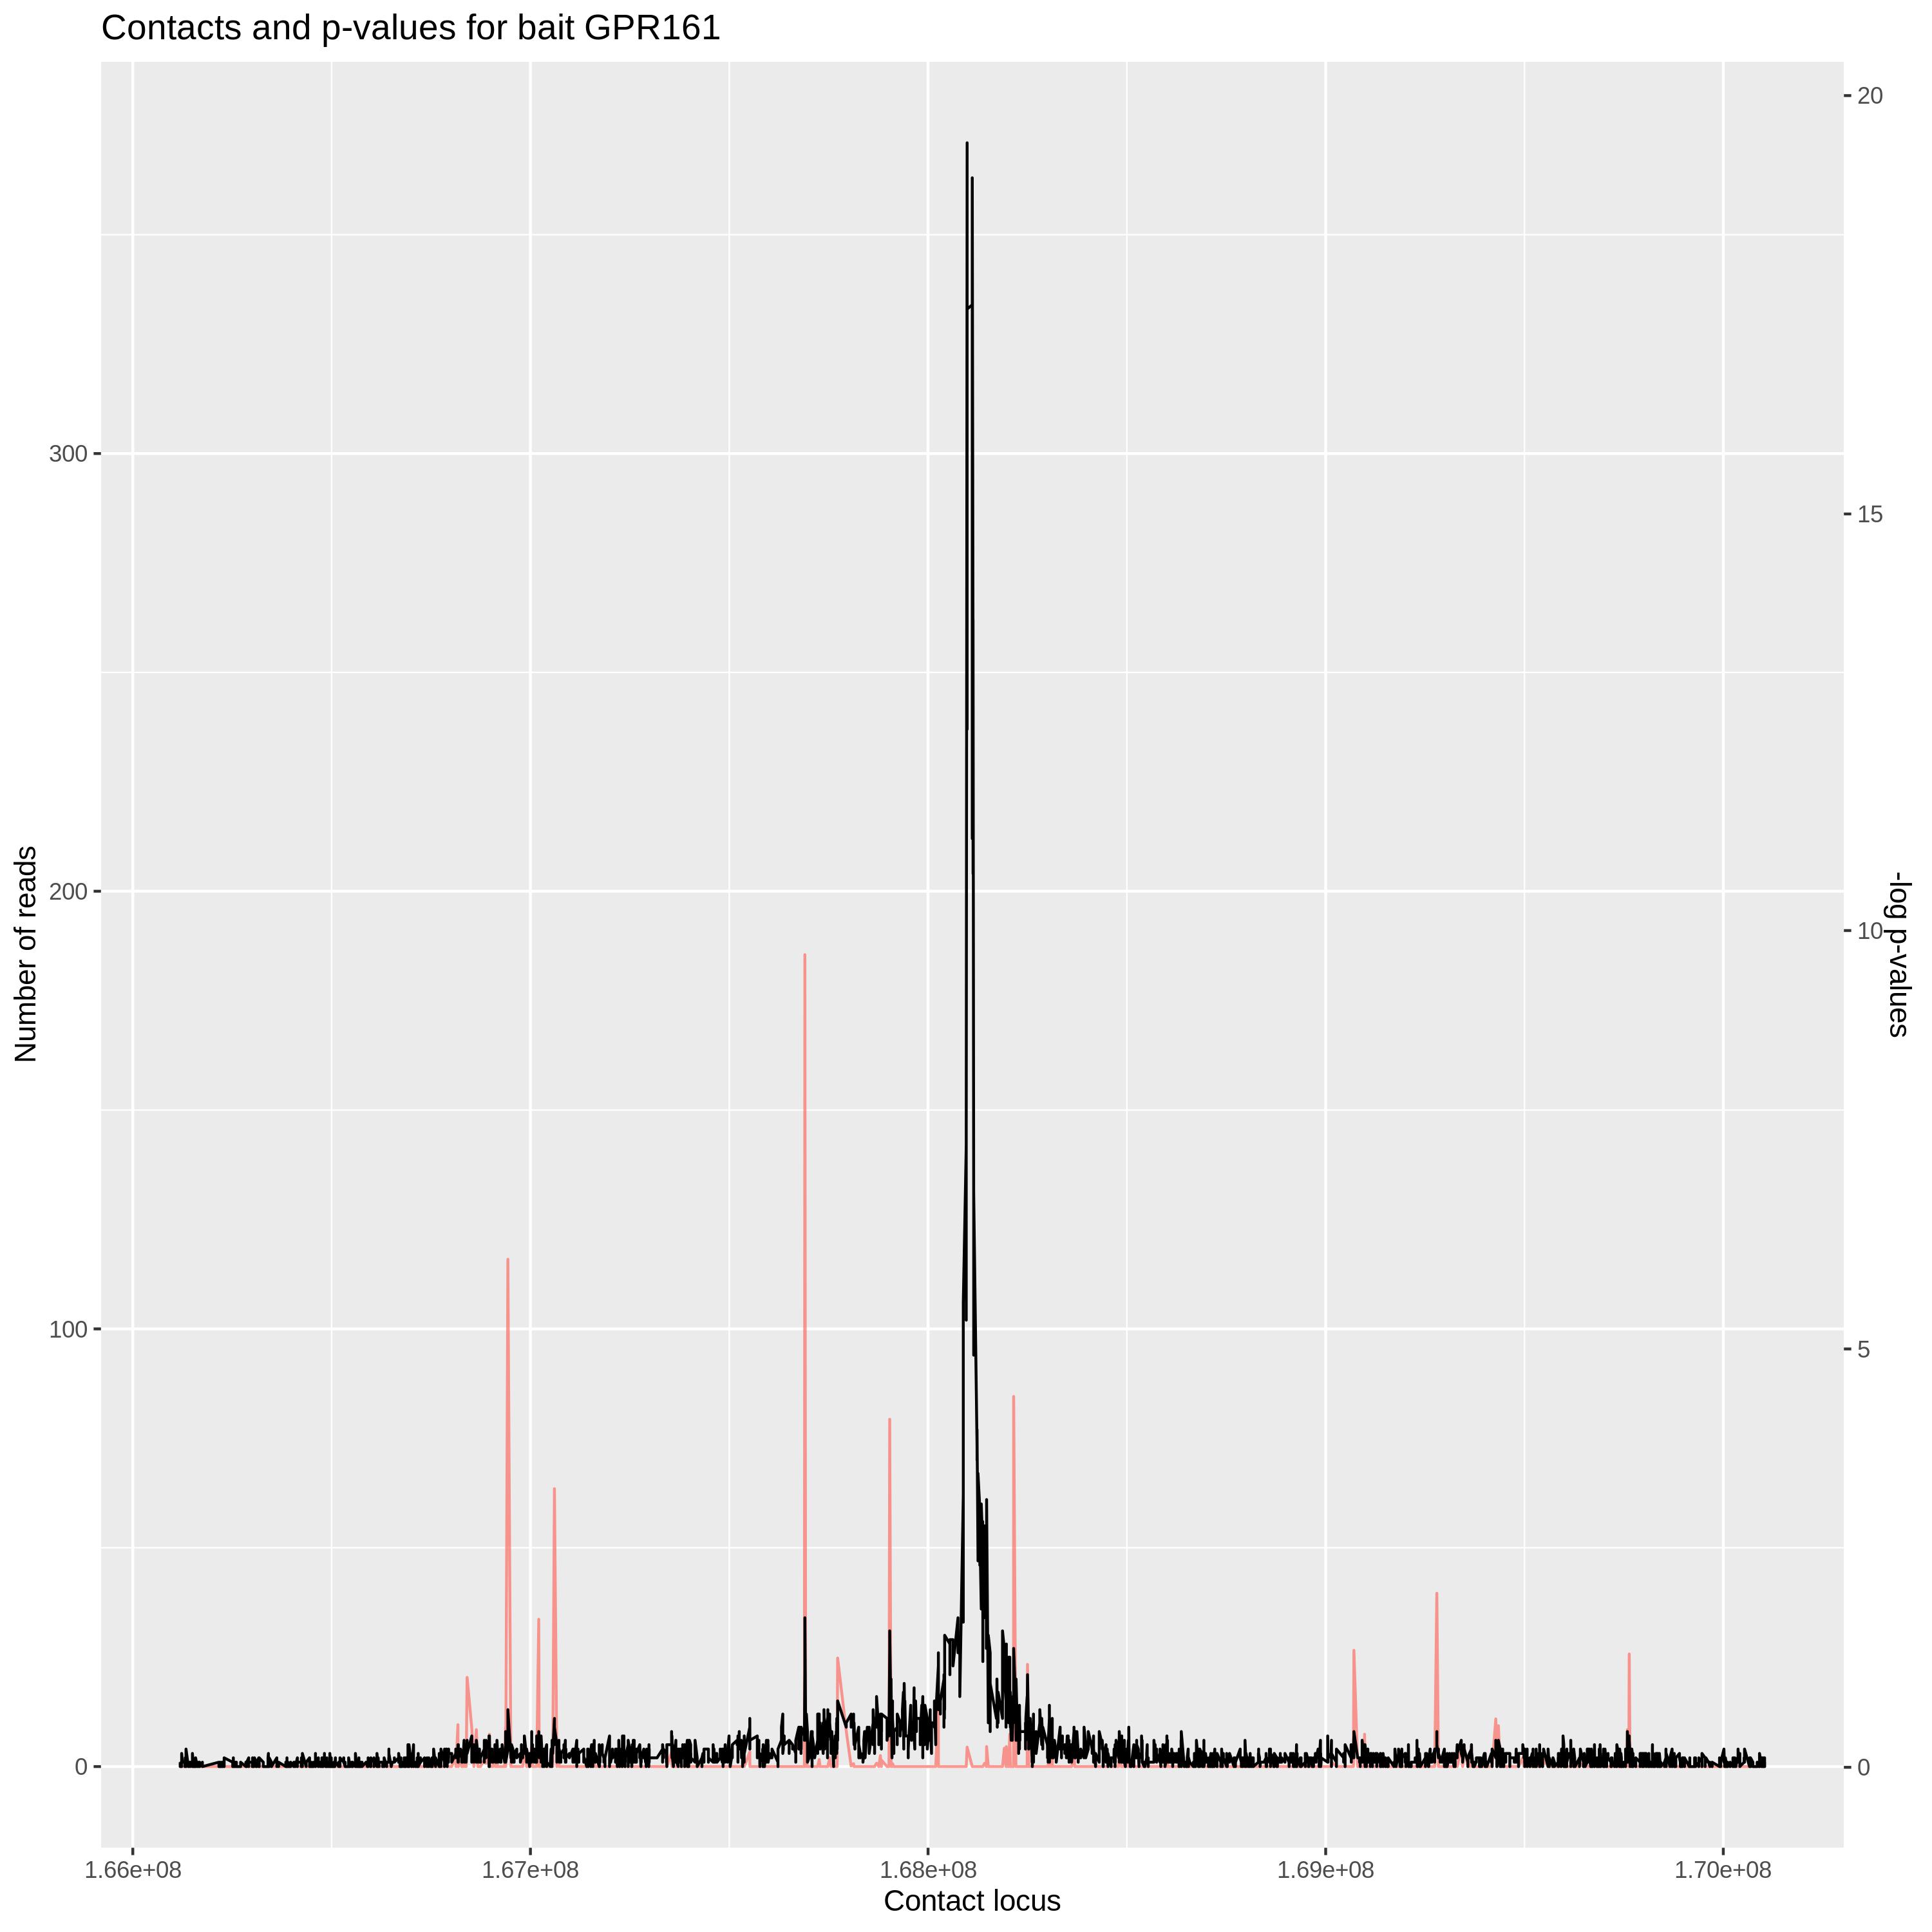 Contacts and p-values for bait GPR161
Number of reads
300
200
100
0
20
15
10
5
0
-log p-values
1.66e+08 1.67e+08 1.68e+08 1.69e+08 1.70e+08
Contact locus